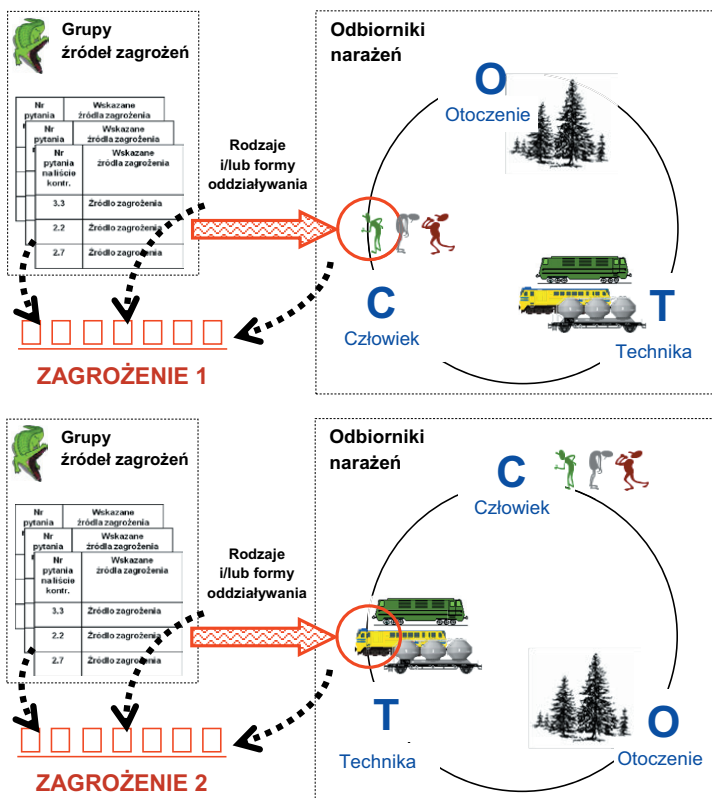 Grupy
źródeł zagrożeń
Nr
pytania
Wskazane
źródła zagrożenia
Nr
pytania
Wskazane
źródła zagrożenia
Nr
pytania
na liście
kontr.
Wskazane
źródła zagrożenia
3.3 Źródło zagrożenia
2.2 Źródło zagrożenia
2.7 Źródło zagrożenia
Rodzaje
i/lub formy
oddziaływania
ZAGROŻENIE 1
Odbiorniki
narażeń
O
Otoczenie
C
Człowiek
T
Technika
Grupy
źródeł zagrożeń
Nr
pytania
Wskazane
źródła zagrożenia
Nr
pytania
Wskazane
źródła zagrożenia
Nr
pytania
na liście
kontr.
Wskazane
źródła zagrożenia
3.3 Źródło zagrożenia
2.2 Źródło zagrożenia
2.7 Źródło zagrożenia
Rodzaje
i/lub formy
oddziaływania
ZAGROŻENIE 2
Odbiorniki
narażeń
C
Człowiek
T
Technika
O
Otoczenie